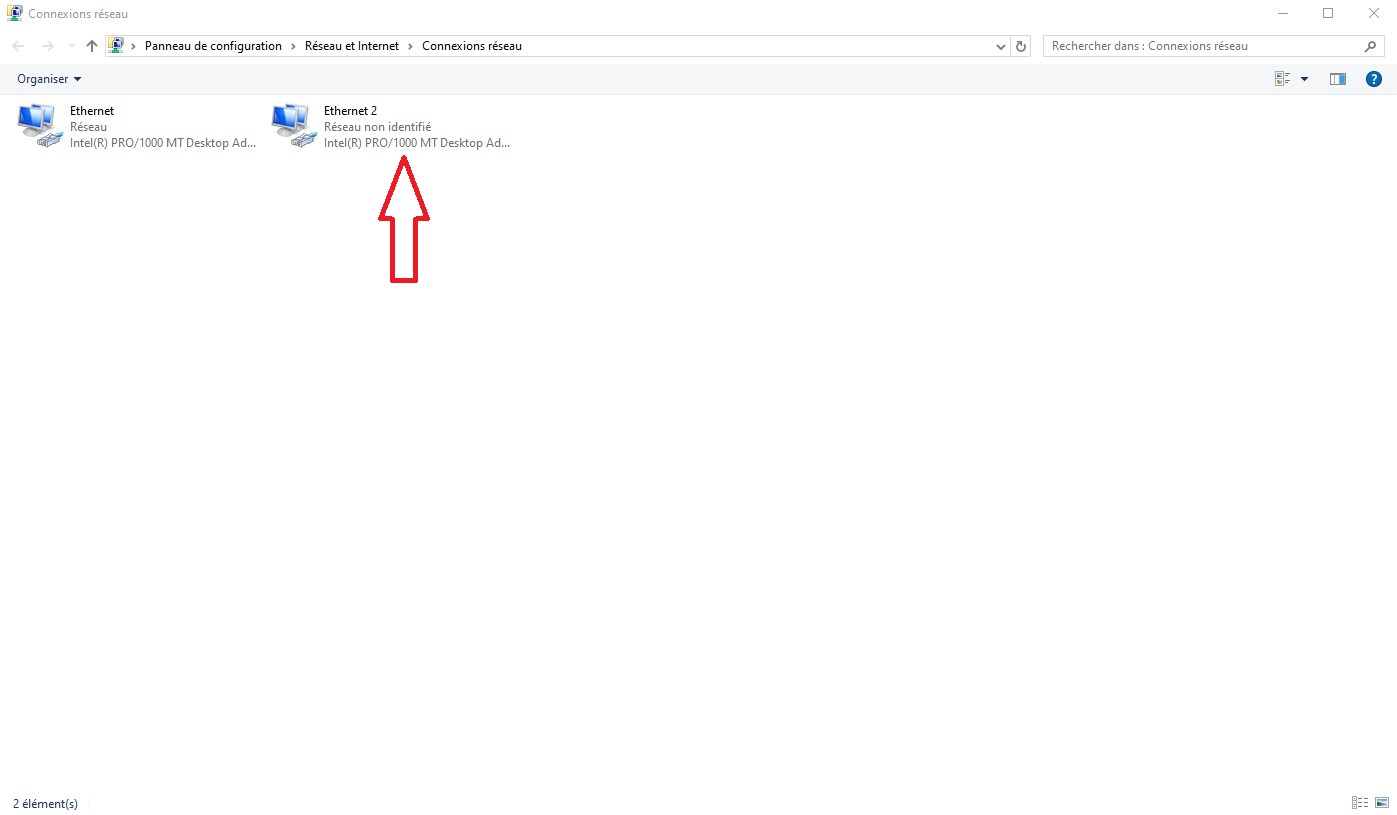 Connexions réseau
Panneau de configuration › Réseau et Internet › Connexions réseau
Rechercher dans : Connexions réseau
Organiser
Ethernet
Réseau
Intel(R) PRO/1000 MT Desktop Ad...
Ethernet 2
Réseau non identifié
Intel(R) PRO/1000 MT Desktop Ad...
2 élément(s)